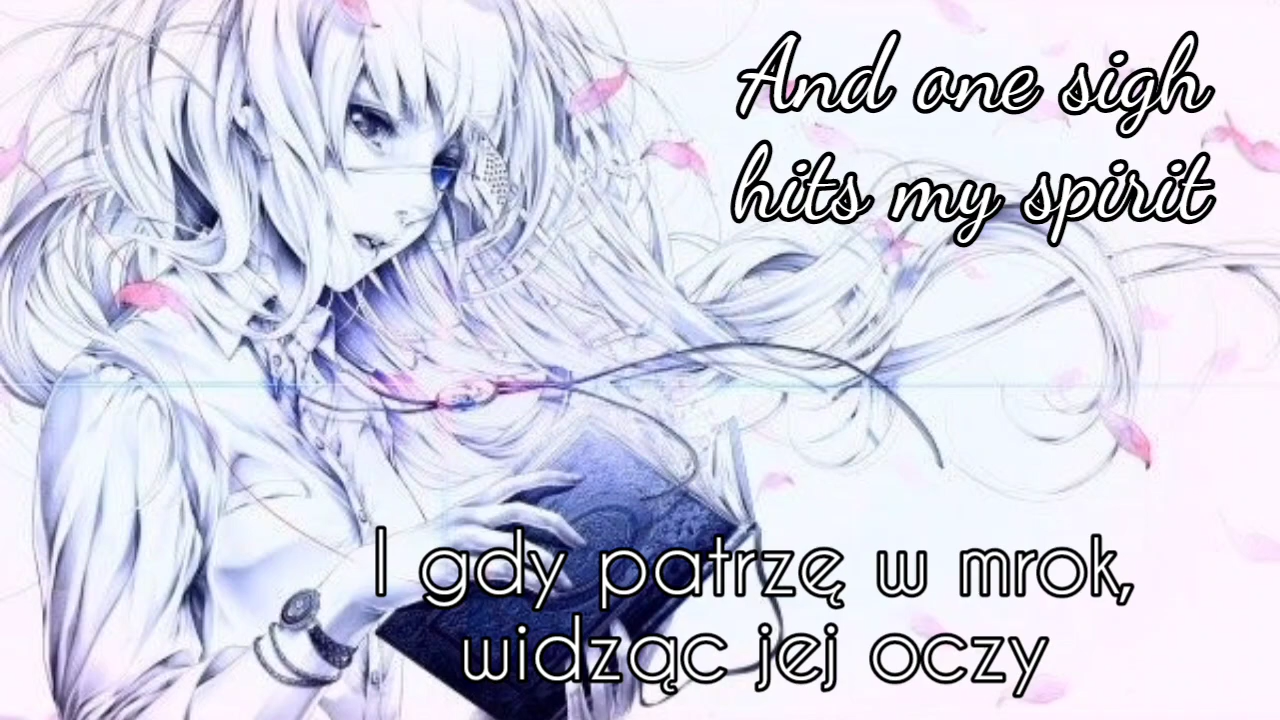 And one sigh
hits my spirit
I gdy patrzę w mrok,
widząc jej oczy